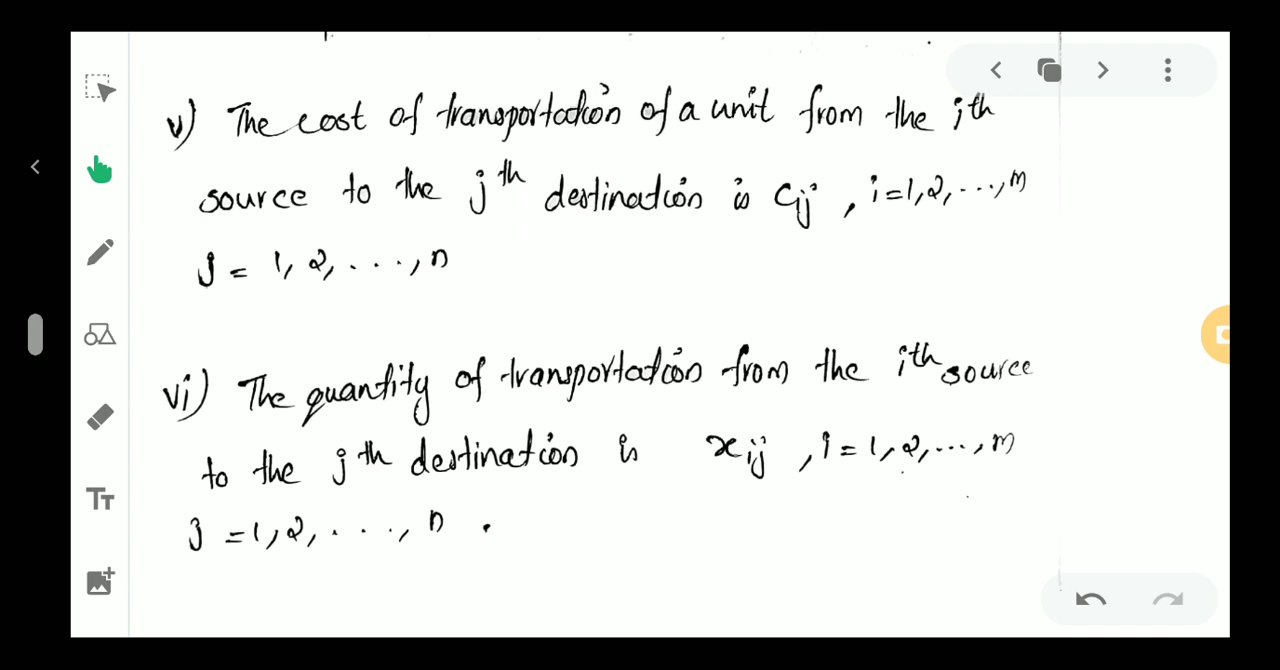 v) The cost of transportation of a unit from the ith
source to the jth destination is cij , i=1,2,...,m
j = 1, 2, ...., n
vi) The quantity of transportation from the ith source
to the jth destination is xij , i = 1,2,...,m
j = 1, 2, ...., n .
TT